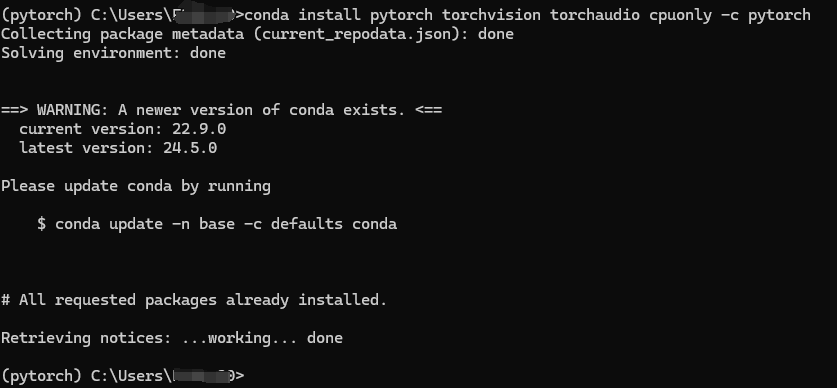 (pytorch) C:\Users\ >conda install pytorch torchvision torchaudio cpuonly -c pytorch
Collecting package metadata (current_repodata.json): done
Solving environment: done
==> WARNING: A newer version of conda exists. <==
current version: 22.9.0
latest version: 24.5.0
Please update conda by running
$ conda update -n base -c defaults conda
# All requested packages already installed.
Retrieving notices: ...working... done
(pytorch) C:\Users\ 0>